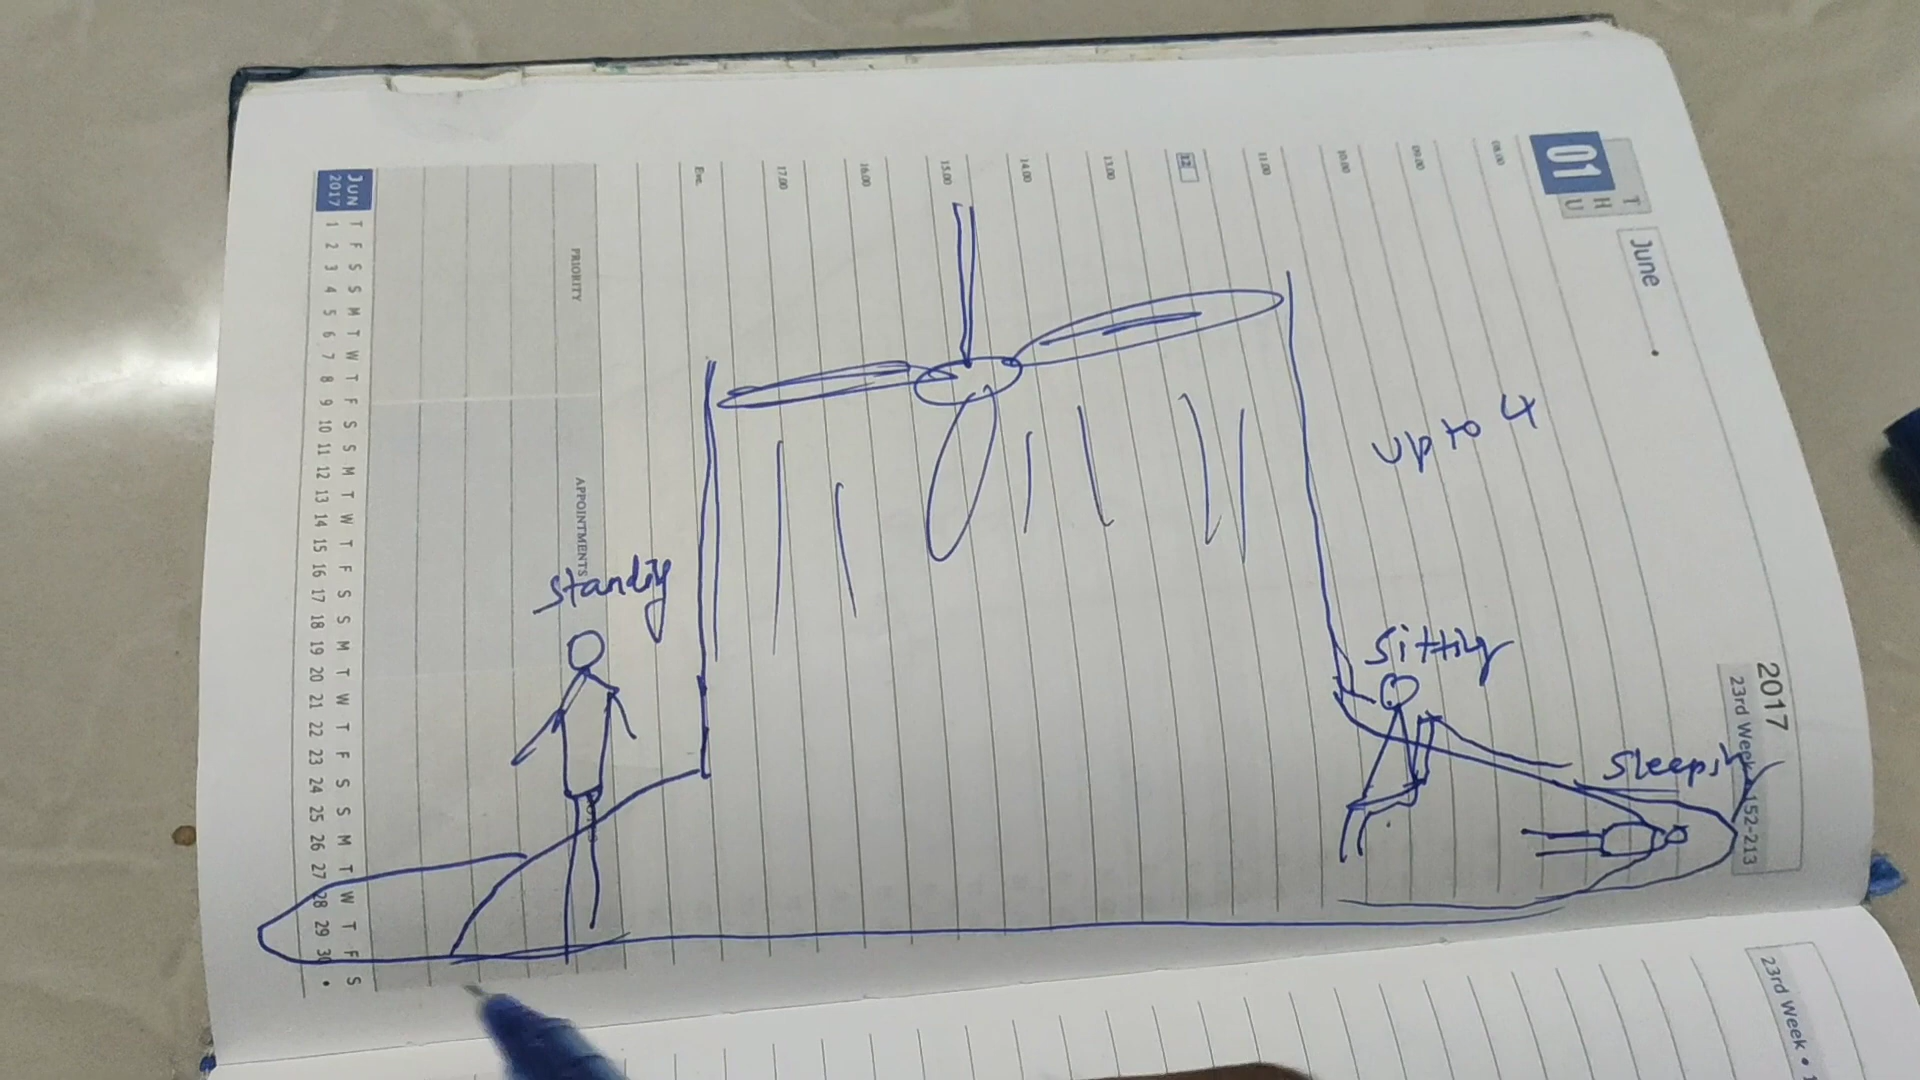 01
T
H
U
June
2017
23rd Week • 152-213
08.00
09.00
10.00
11.00
12
13.00
14.00
15.00
16.00
17.00
Eve.
PRIORITY
APPOINTMENTS
JUN
2017
T F S S M T W T F S S M T W T F S S M T W T F S S M T W T F S
1 2 3 4 5 6 7 8 9 10 11 12 13 14 15 16 17 18 19 20 21 22 23 24 25 26 27 28 29 30 •
up to 4
standing
sitting
23rd Week •